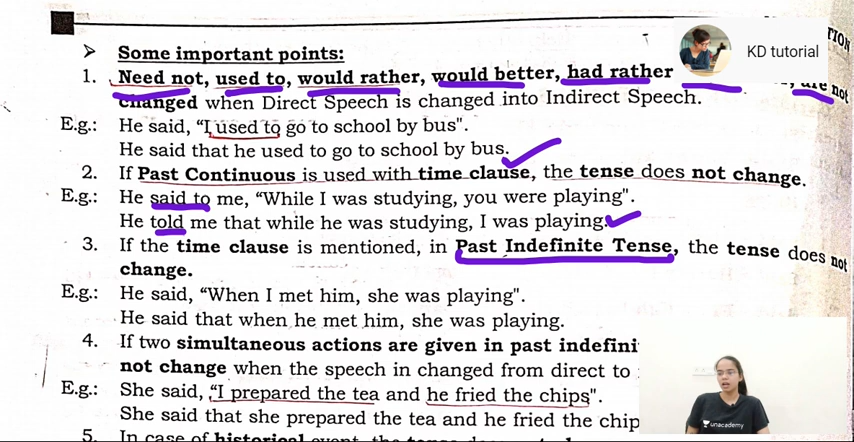 KD tutorial
➤ Some important points:
1. Need not, used to, would rather, would better, had rather are not
changed when Direct Speech is changed into Indirect Speech.
E.g.: He said, “I used to go to school by bus".
He said that he used to go to school by bus.
2. If Past Continuous is used with time clause, the tense does not change.
E.g.: He said to me, “While I was studying, you were playing".
He told me that while he was studying, I was playing.
3. If the time clause is mentioned, in Past Indefinite Tense, the tense does not
change.
E.g.: He said, “When I met him, she was playing".
He said that when he met him, she was playing.
4. If two simultaneous actions are given in past
not change when the speech in changed from direct to
E.g.: She said, “I prepared the tea and he fried the chips".
She said that she prepared the tea and he fried the
5. In case of historical
unacademy